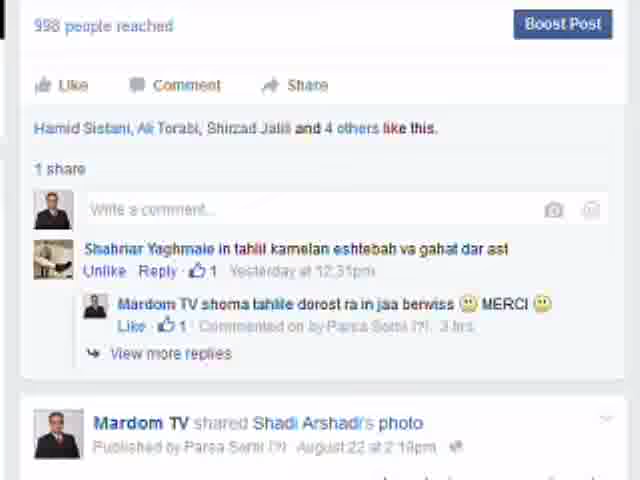 998 people reached
Boost Post
Like Comment Share
Hamid Sistani, Ali Torabi, Shirzad Jalili and 4 others like this.
1 share
Write a comment...
Shahriar Yaghmaie in tahlil kamelan eshtebah va gahat dar ast
Unlike Reply · 1 Yesterday at 12:31pm
Mardom TV shoma tahlile dorost ra in jaa benviss MERCI
Like · 1 · Commented on by Parsa Sorbi [?] · 3 hrs
View more replies
Mardom TV shared Shadi Arshadi's photo
Published by Parsa Sorbi [?] · August 22 at 2:19pm ·